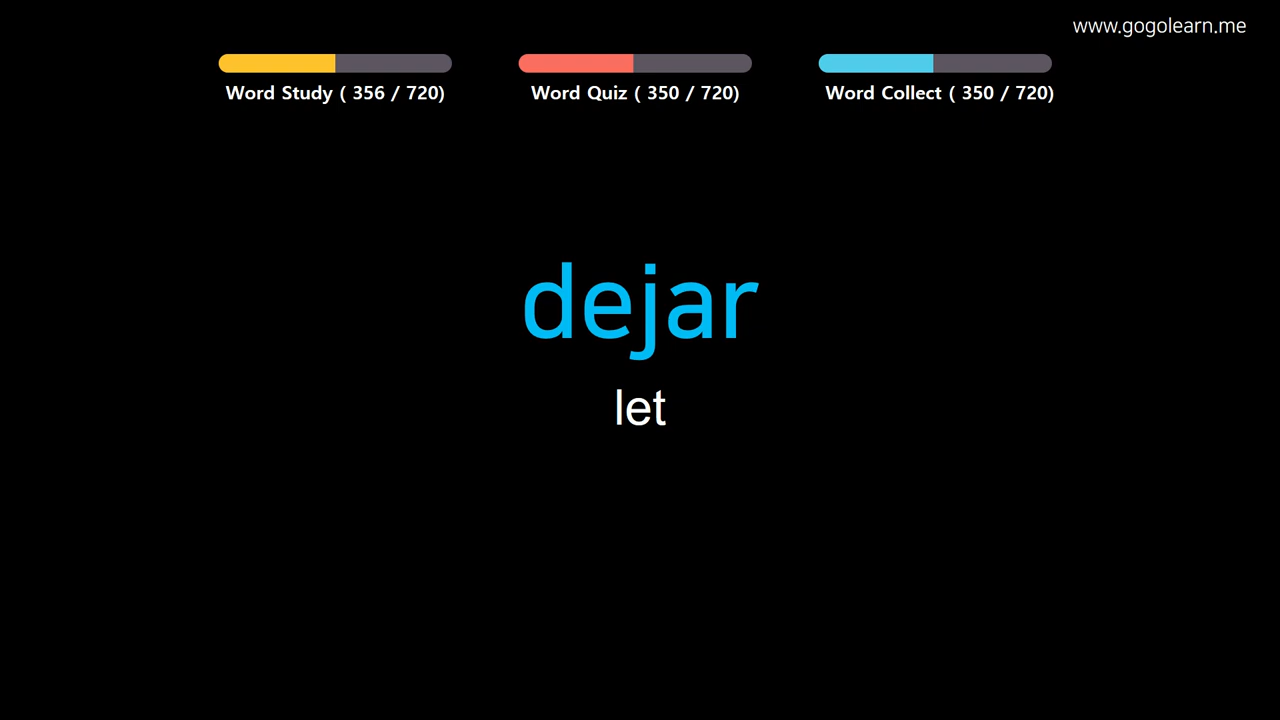 www.gogolearn.me
Word Study ( 356 / 720)
Word Quiz ( 350 / 720)
Word Collect ( 350 / 720)
dejar
let